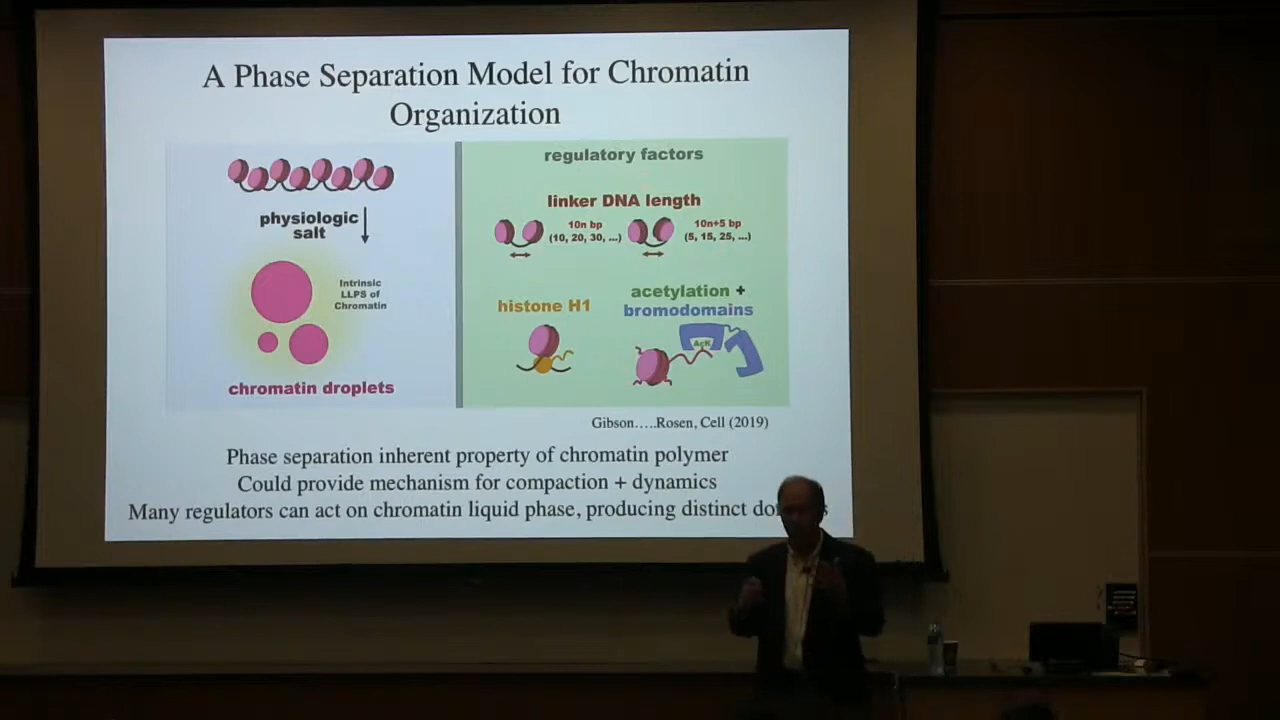 A Phase Separation Model for Chromatin
Organization
physiologic
salt
Intrinsic
LLPS of
Chromatin
chromatin droplets
regulatory factors
linker DNA length
10n bp
(10, 20, 30, ...)
10n+5 bp
(5, 15, 25, ...)
histone H1
acetylation +
bromodomains
AcK
Gibson.....Rosen, Cell (2019)
Phase separation inherent property of chromatin polymer
Could provide mechanism for compaction + dynamics
Many regulators can act on chromatin liquid phase, producing distinct